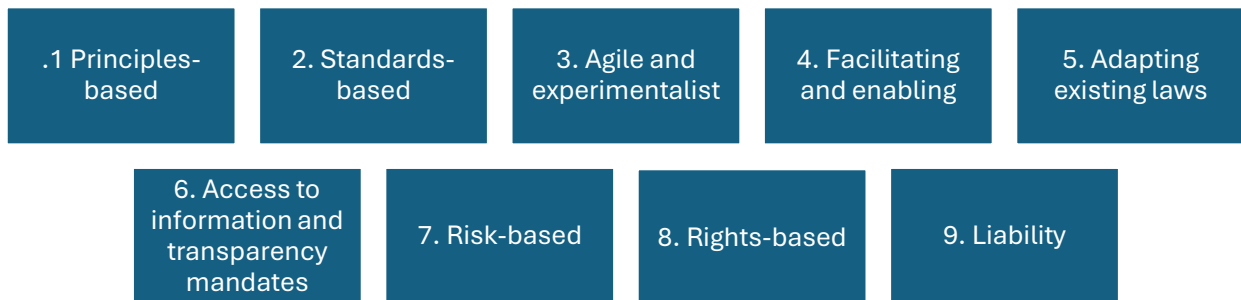 .1 Principles-
based
2. Standards-
based
3. Agile and
experimentalist
4. Facilitating
and enabling
5. Adapting
existing laws
6. Access to
information and
transparency
mandates
7. Risk-based
8. Rights-based
9. Liability